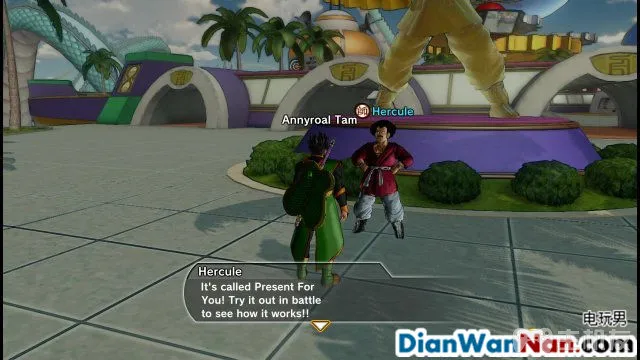 Hercule
Annyroal Tam
Hercule
It's called Present For
You! Try it out in battle
to see how it works!!
电玩男
DianWanNan.com